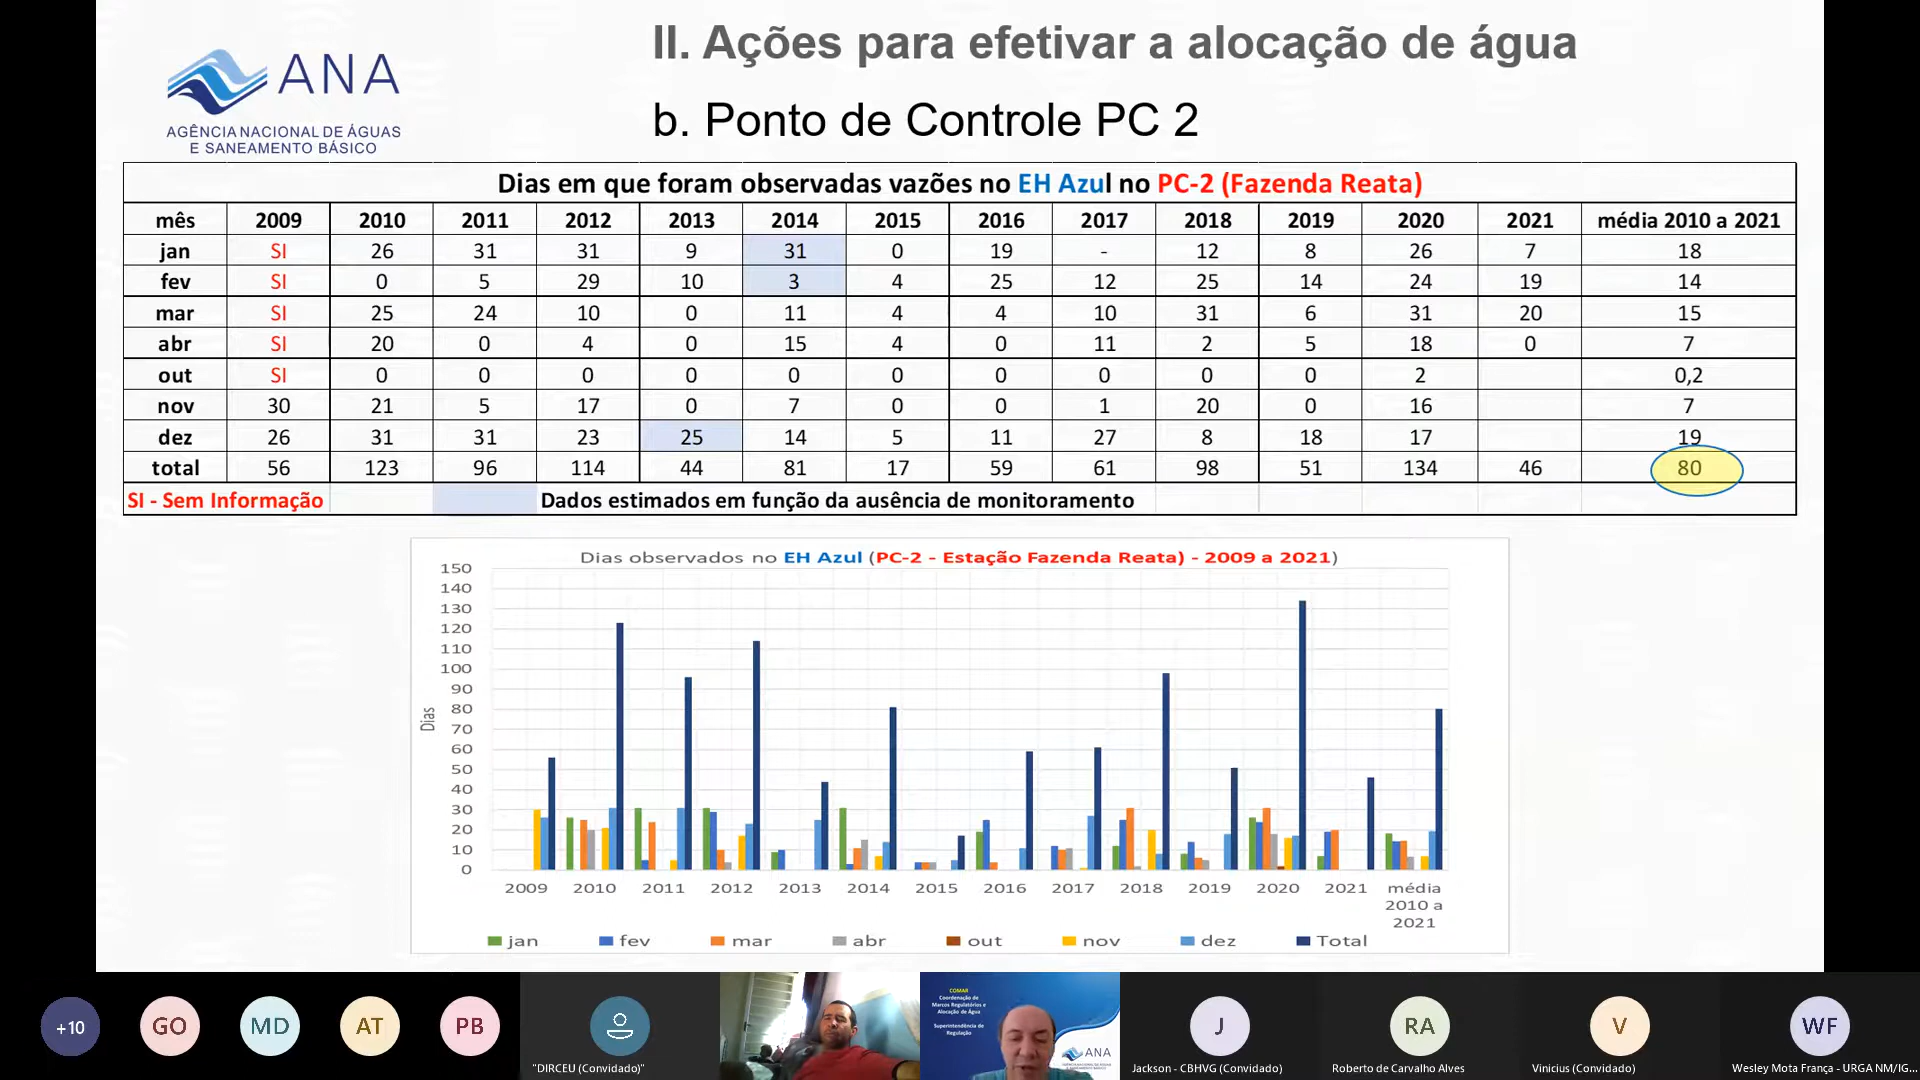 II. Ações para efetivar a alocação de água
ANA
AGÊNCIA NACIONAL DE ÁGUAS
E SANEAMENTO BÁSICO
b. Ponto de Controle PC 2
Dias em que foram observadas vazões no EH Azul no PC-2 (Fazenda Reata)
mês 2009 2010 2011 2012 2013 2014 2015 2016 2017 2018 2019 2020 2021 média 2010 a 2021
jan SI 26 31 31 9 31 0 19 - 12 8 26 7 18
fev SI 0 5 29 10 3 4 25 12 25 14 24 19 14
mar SI 25 24 10 0 11 4 4 10 31 6 31 20 15
abr SI 20 0 4 0 15 4 0 11 2 5 18 0 7
out SI 0 0 0 0 0 0 0 0 0 0 2 0,2
nov 30 21 5 17 0 7 0 0 1 20 0 16 7
dez 26 31 31 23 25 14 5 11 27 8 18 17 19
total 56 123 96 114 44 81 17 59 61 98 51 134 46 80
SI - Sem Informação Dados estimados em função da ausência de monitoramento
Dias observados no EH Azul (PC-2 - Estação Fazenda Reata) - 2009 a 2021)
150
140
130
120
110
100
90
80
70
60
50
40
30
20
10
0
Dias
2009 2010 2011 2012 2013 2014 2015 2016 2017 2018 2019 2020 2021 média
2010 a
2021
jan fev mar abr out nov dez Total
+10 GO MD AT PB J RA V WF
COMAR
Coordenação de
Marcos Regulatórios e
Alocação de Água
Superintendência de
Regulação
ANA
"DIRCEU (Convidado)" Jackson - CBHVG (Convidado) Roberto de Carvalho Alves Vinicius (Convidado) Wesley Mota França - URGA NM/IG...